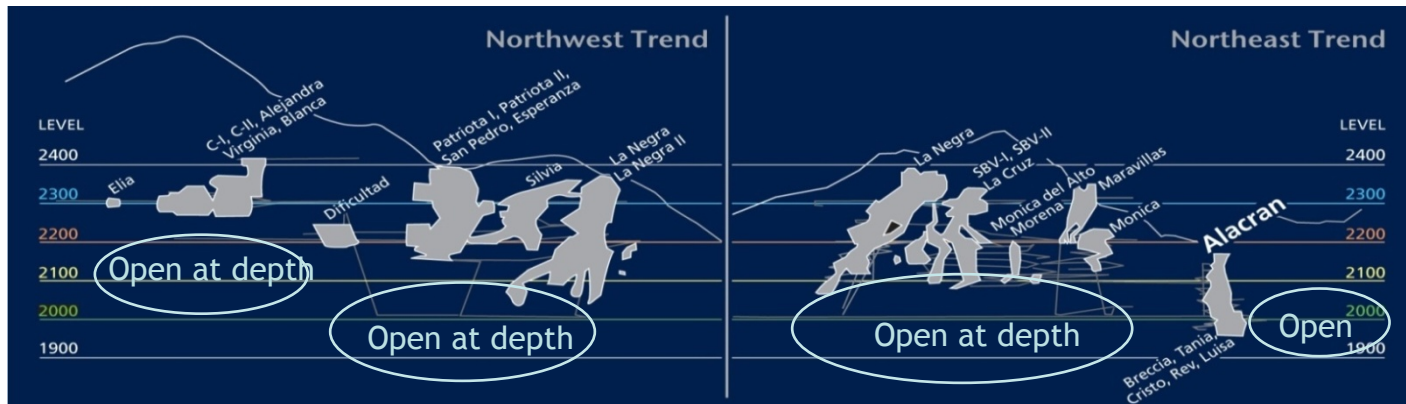 Northwest Trend
LEVEL
2400
2300
2200
2100
2000
1900
Elia
C-I, C-II, Alejandra
Virginia, Blanca
Dificultad
Patriota I, Patriota II,
San Pedro, Esperanza
Silvia
La Negra
La Negra II
Open at depth
Open at depth
Northeast Trend
LEVEL
2400
2300
2200
2100
2000
1900
La Negra
SBV-I, SBV-II
La Cruz
Monica del Alto
Morena
Maravillas
Monica
Alacran
Breccia, Tania,
Cristo, Rev, Luisa
Open at depth
Open